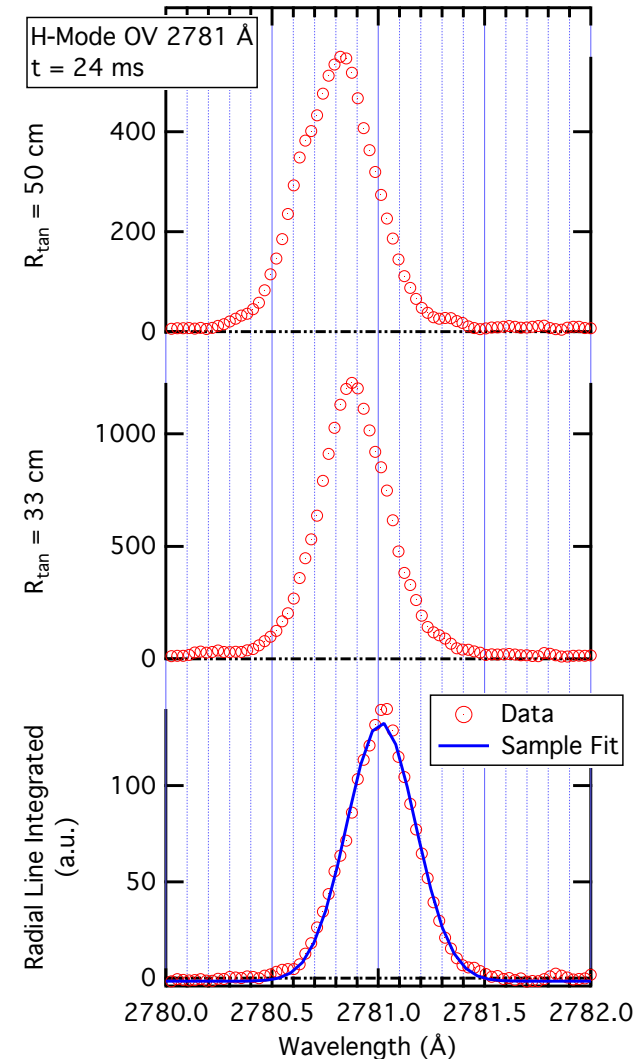 H-Mode OV 2781 Å
t = 24 ms
R_tan = 50 cm
400
200
0
R_tan = 33 cm
1000
500
0
Radial Line Integrated
(a.u.)
100
50
0
Data
Sample Fit
2780.0 2780.5 2781.0 2781.5 2782.0
Wavelength (Å)